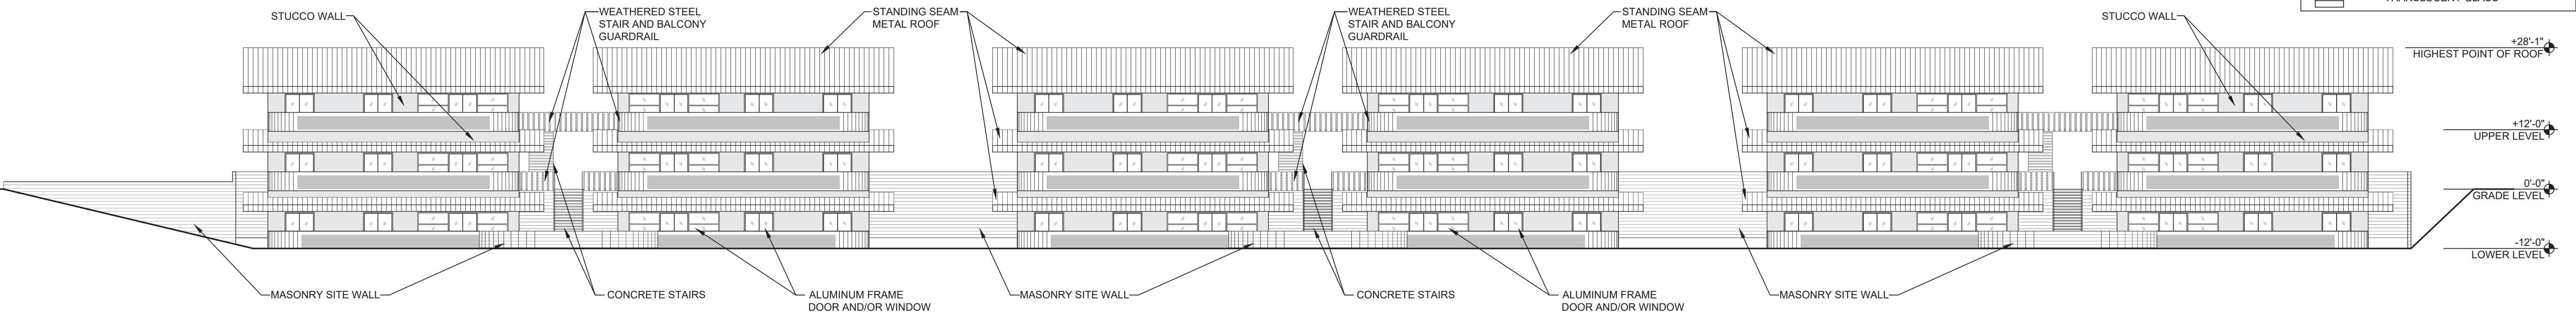 TRANSLUCENT GLASS
STUCCO WALL
WEATHERED STEEL
STAIR AND BALCONY
GUARDRAIL
STANDING SEAM
METAL ROOF
WEATHERED STEEL
STAIR AND BALCONY
GUARDRAIL
STANDING SEAM
METAL ROOF
STUCCO WALL
+28'-1"
HIGHEST POINT OF ROOF
+12'-0"
UPPER LEVEL
0'-0"
GRADE LEVEL
-12'-0"
LOWER LEVEL
MASONRY SITE WALL
CONCRETE STAIRS
ALUMINUM FRAME
DOOR AND/OR WINDOW
MASONRY SITE WALL
CONCRETE STAIRS
ALUMINUM FRAME
DOOR AND/OR WINDOW
MASONRY SITE WALL